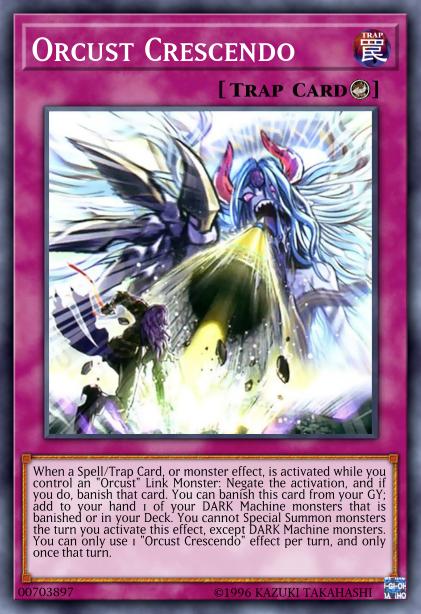 ORCUST CRESCENDO
TRAP
罠
[TRAP CARD]
When a Spell/Trap Card, or monster effect, is activated while you
control an "Orcust" Link Monster: Negate the activation, and if
you do, banish that card. You can banish this card from your GY;
add to your hand 1 of your DARK Machine monsters that is
banished or in your Deck. You cannot Special Summon monsters
the turn you activate this effect, except DARK Machine monsters.
You can only use 1 "Orcust Crescendo" effect per turn, and only
once that turn.
00703897
©1996 KAZUKI TAKAHASHI